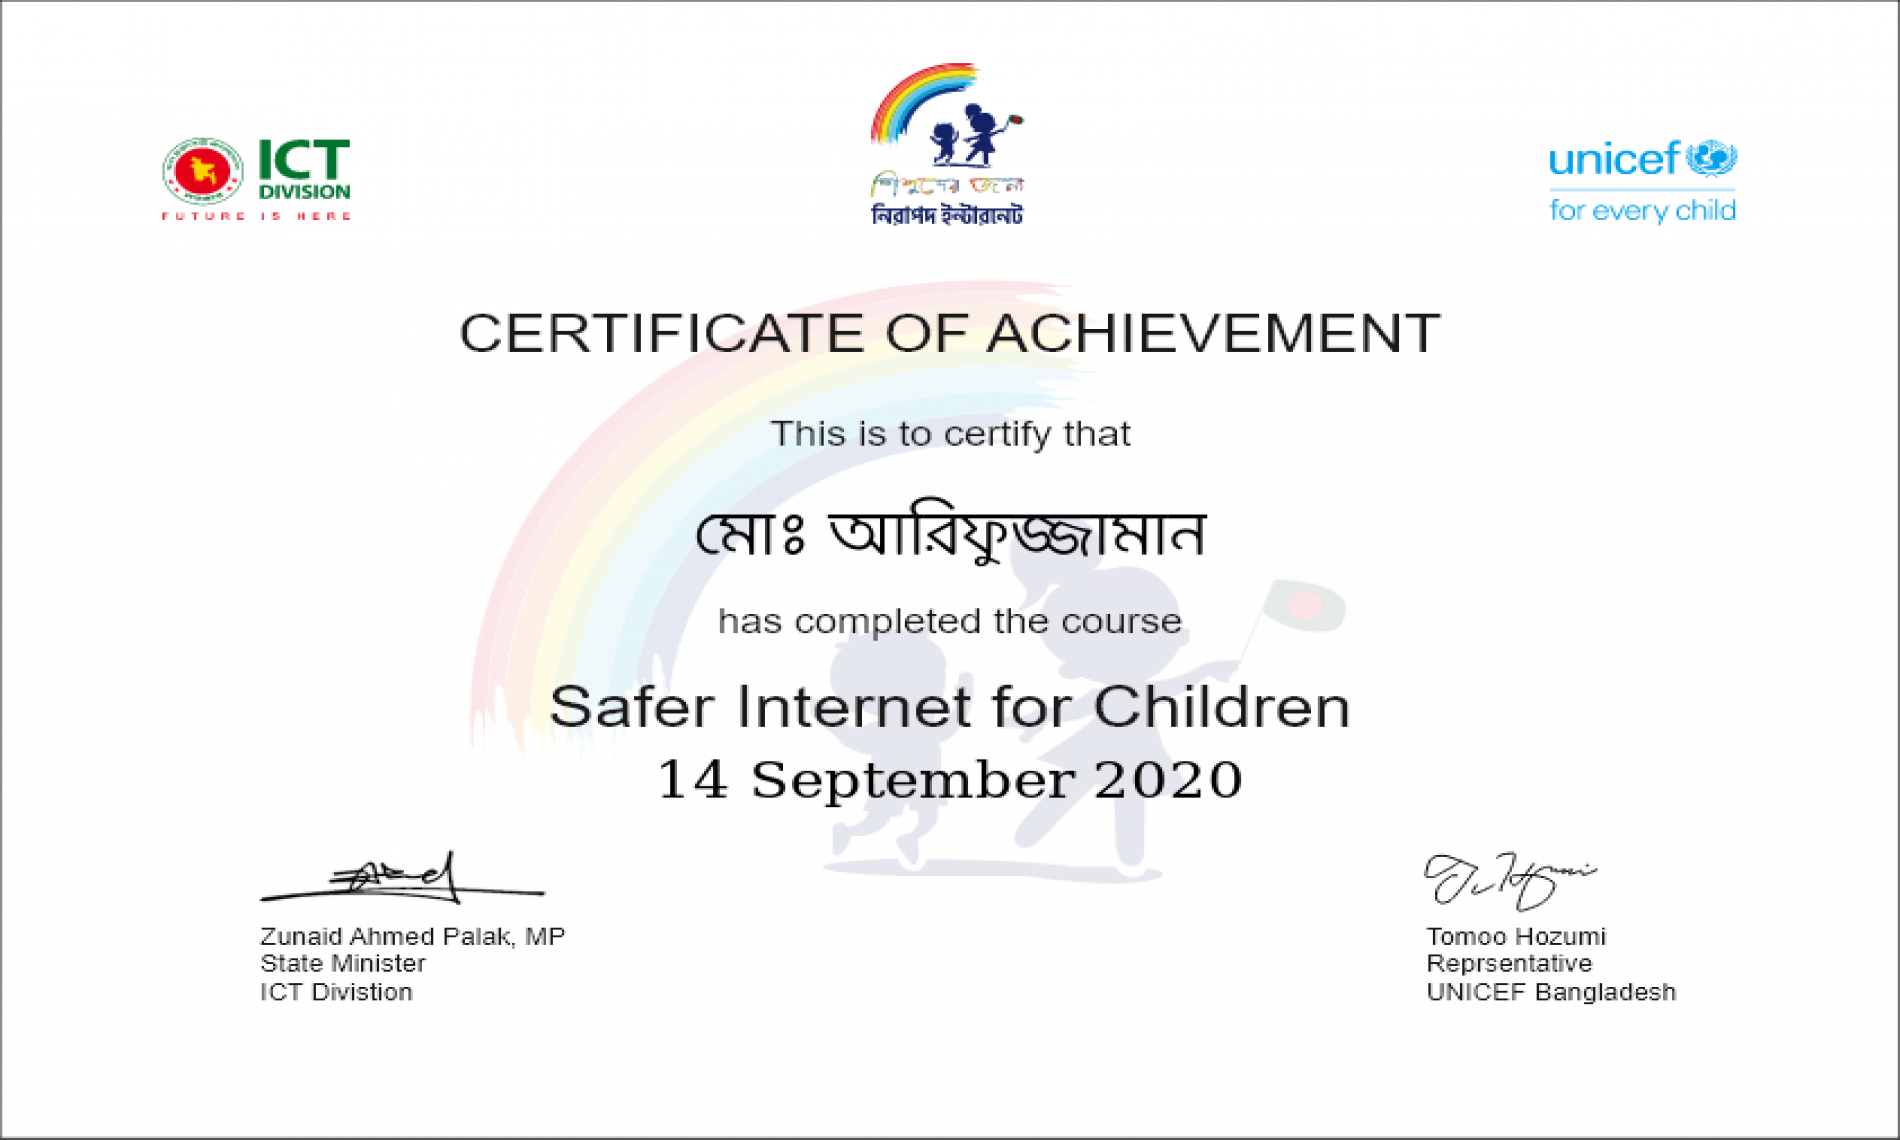 ICT
DIVISION
FUTURE IS HERE
শিশুদের জন্য
নিরাপদ ইন্টারনেট
unicef
for every child
CERTIFICATE OF ACHIEVEMENT
This is to certify that
মোঃ আরিফুজ্জামান
has completed the course
Safer Internet for Children
14 September 2020
Zunaid Ahmed Palak, MP
State Minister
ICT Divistion
Tomoo Hozumi
Reprsentative
UNICEF Bangladesh